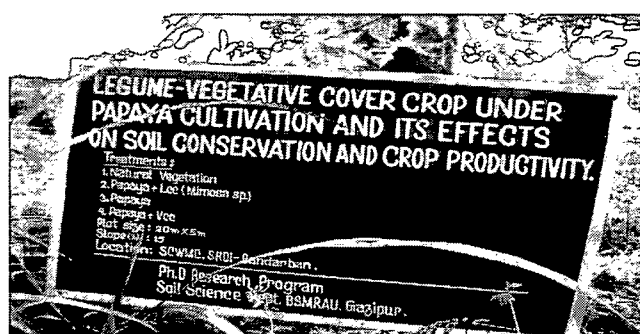 LEGUME-VEGETATIVE COVER CROP UNDER
PAPAYA CULTIVATION AND ITS EFFECTS
ON SOIL CONSERVATION AND CROP PRODUCTIVITY.
Treatments :
1. Natural Vegetation
2. Papaya + Lcc (Mimosa sp.)
3. Papaya
4. Papaya + Vcc
Plot size : 20m x 5m
Slope (%) : 15
Location: SCWMC, SRDI-Bandarban.
Ph.D Research Program
Soil Science Dept. BSMRAU, Gazipur.